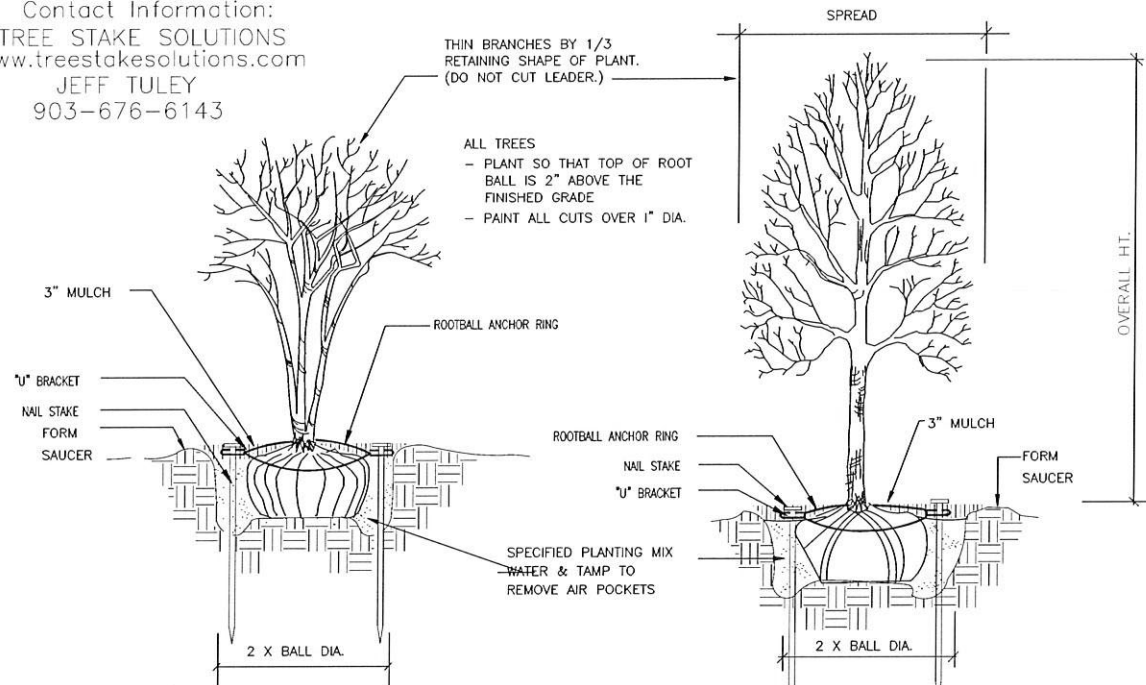 Contact Information:
TREE STAKE SOLUTIONS
www.treestakesolutions.com
JEFF TULEY
903-676-6143
THIN BRANCHES BY 1/3
RETAINING SHAPE OF PLANT.
(DO NOT CUT LEADER.)
SPREAD
ALL TREES
- PLANT SO THAT TOP OF ROOT
BALL IS 2" ABOVE THE
FINISHED GRADE
- PAINT ALL CUTS OVER 1" DIA.
OVERALL HT.
3" MULCH
ROOTBALL ANCHOR RING
"U" BRACKET
NAIL STAKE
FORM
SAUCER
3" MULCH
ROOTBALL ANCHOR RING
NAIL STAKE
"U" BRACKET
FORM
SAUCER
SPECIFIED PLANTING MIX
WATER & TAMP TO
REMOVE AIR POCKETS
2 X BALL DIA.
2 X BALL DIA.